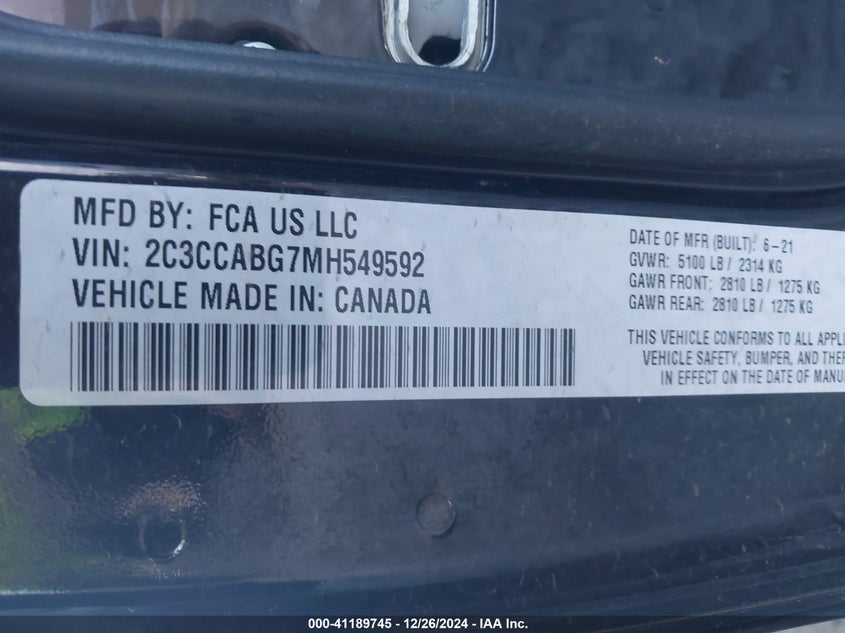 MFD BY: FCA US LLC
VIN: 2C3CCABG7MH549592
VEHICLE MADE IN: CANADA
DATE OF MFR (BUILT): 6-21
GVWR: 5100 LB / 2314 KG
GAWR FRONT: 2810 LB / 1275 KG
GAWR REAR: 2810 LB / 1275 KG
THIS VEHICLE CONFORMS TO ALL APPLI
VEHICLE SAFETY, BUMPER, AND THEF
IN EFFECT ON THE DATE OF MANU
000-41189745 - 12/26/2024 - IAA Inc.